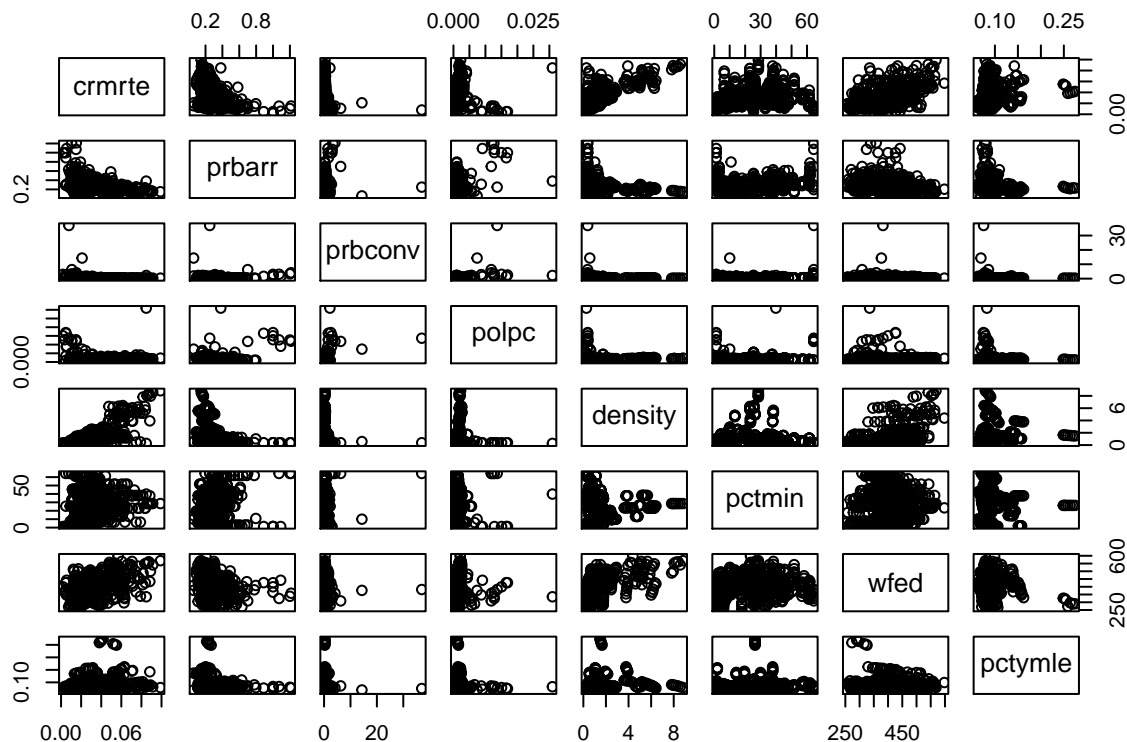 0.2 0.8 0.000 0.025 0 30 60 0.10 0.25
crmrte 0.00
0.2 prbarr
prbconv 0 30
0.000 polpc
density 0 6
0 50 pctmin
wfed 250 600
0.10 pctymle
0.00 0.06 0 20 0 4 8 250 450